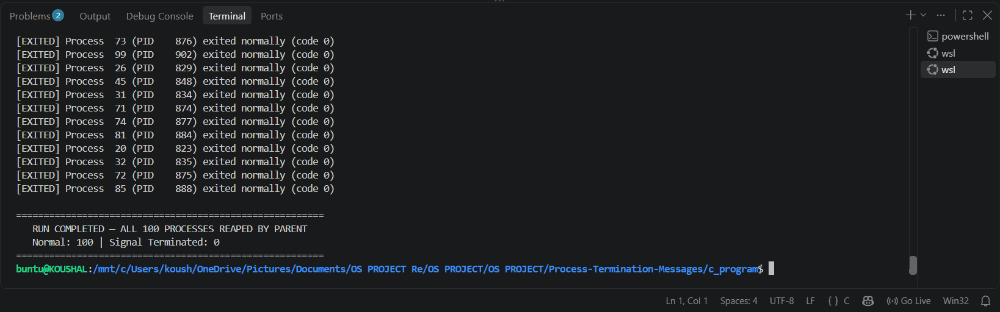 Problems 2 Output Debug Console Terminal Ports
[EXITED] Process  73 (PID    876) exited normally (code 0)
[EXITED] Process  99 (PID    902) exited normally (code 0)
[EXITED] Process  26 (PID    829) exited normally (code 0)
[EXITED] Process  45 (PID    848) exited normally (code 0)
[EXITED] Process  31 (PID    834) exited normally (code 0)
[EXITED] Process  71 (PID    874) exited normally (code 0)
[EXITED] Process  74 (PID    877) exited normally (code 0)
[EXITED] Process  81 (PID    884) exited normally (code 0)
[EXITED] Process  20 (PID    823) exited normally (code 0)
[EXITED] Process  32 (PID    835) exited normally (code 0)
[EXITED] Process  72 (PID    875) exited normally (code 0)
[EXITED] Process  85 (PID    888) exited normally (code 0)
========================================================
RUN COMPLETED — ALL 100 PROCESSES REAPED BY PARENT
Normal: 100 | Signal Terminated: 0
========================================================
buntu@KOUSHAL:/mnt/c/Users/koush/OneDrive/Pictures/Documents/OS PROJECT Re/OS PROJECT/OS PROJECT/Process-Termination-Messages/c_program$
powershell
wsl
wsl
Ln 1, Col 1 Spaces: 4 UTF-8 LF { } C Go Live Win32